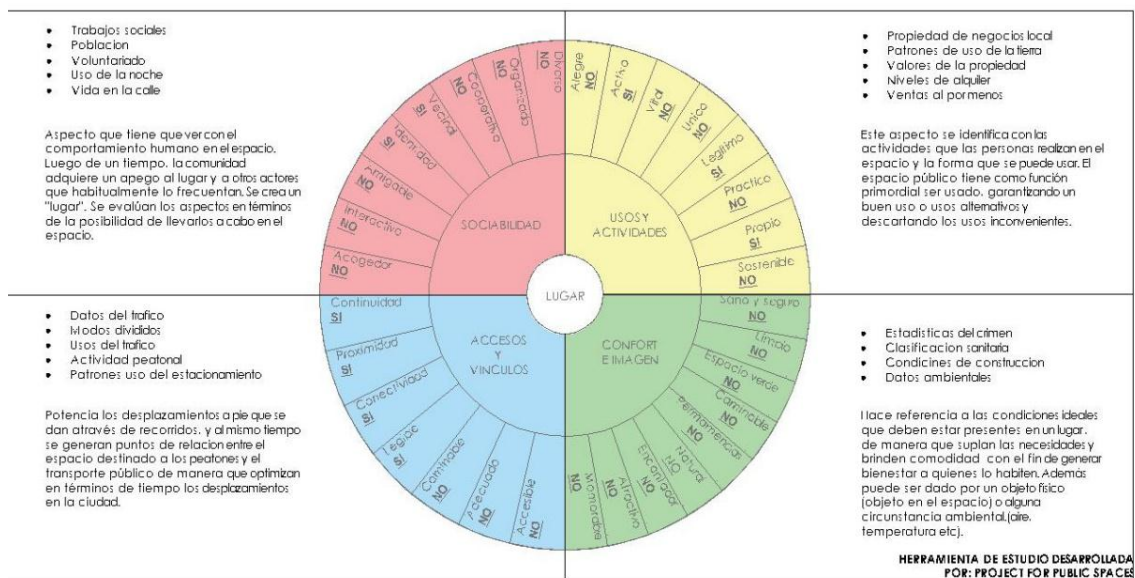 Trabajos sociales
Poblacion
Voluntariado
Uso de la noche
Vida en la calle
Aspecto que tiene que ver con el
comportamiento humano en el espacio.
Luego de un tiempo. la comunidad
adquiere un apego al lugar y a otros actores
que habitualmente lo frecuentan. Se crea un
"lugar". Se evalúan los aspectos en términos
de la posibilidad de llevarlos a cabo en el
espacio.
Diverso
NO
Organizado
NO
Cooperativo
NO
Vecinal
SI
Idenidad
SI
Amigable
NO
Interactivo
NO
Acogedor
NO
SOCIABILIDAD
Alegre
NO
Activo
SI
Vital
NO
Unico
NO
Legitimo
SI
Practico
NO
Propio
SI
Sostenible
NO
USOS Y
ACTIVIDADES
Propiedad de negocios local
Patrones de uso de la tierra
Valores de la propiedad
Niveles de alquiler
Ventas al pormenos
Este aspecto se identifica con las
actividades que las personas realizan en el
espacio y la forma que se puede usar. El
espacio público tiene como función
primordial ser usado. garantizando un
buen uso o usos alternativos y
descartando los usos inconvenientes.
LUGAR
Datos del trafico
Modos divididos
Usos del trafico
Actividad peatonal
Patrones uso del estacionamiento
Potencia los desplazamientos a pie que se
dan através de recorridos. y al mismo tiempo
se generan puntos de relacion entre el
espacio destinado a los peatones y el
transporte público de manera que optimizan
en términos de tiempo los desplazamientos
en la ciudad.
Continuidad
SI
Proximidad
SI
Conectividad
SI
SI
Caminable
NO
Adecuado
NO
Accesible
NO
ACCESOS
Y
VINCULOS
Sano y seguro
NO
NO
Espacio verde
NO
Caminable
NO
NO
Natural
NO
Encantador
NO
Atractivo
NO
Memorable
NO
CONFORT
E IMAGEN
Estadisticas del crimen
Clasificacion sanitaria
Condicines de construccion
Datos ambientales
Hace referencia a las condiciones ideales
que deben estar presentes en un lugar.
de manera que suplan las necesidades y
brinden comodidad con el fin de generar
bienestar a quienes lo habiten. Además
puede ser dado por un objeto físico
(objeto en el espacio) o alguna
circunstancia ambiental.(aire.
temperatura etc).
HERRAMIENTA DE ESTUDIO DESARROLLADA
POR: PROJECT FOR PUBLIC SPACES